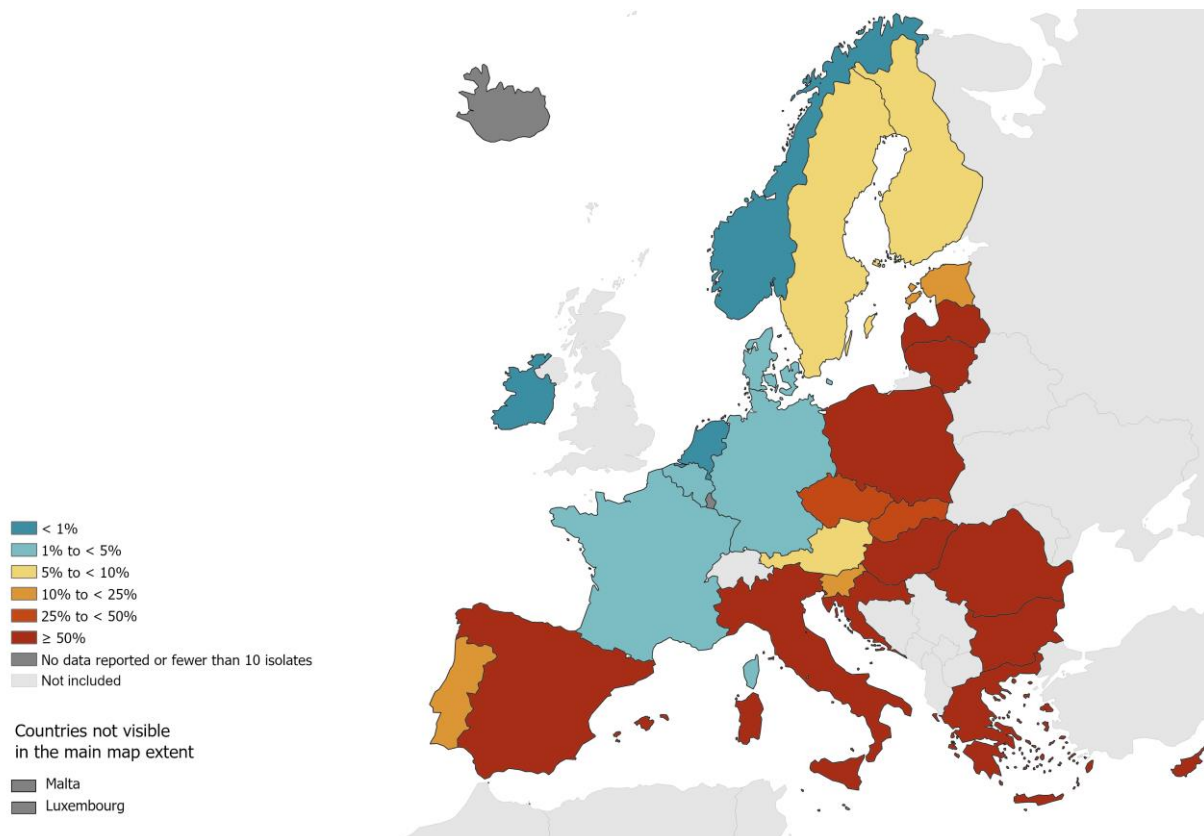 < 1%
1% to < 5%
5% to < 10%
10% to < 25%
25% to < 50%
≥ 50%
No data reported or fewer than 10 isolates
Not included
Countries not visible
in the main map extent
Malta
Luxembourg